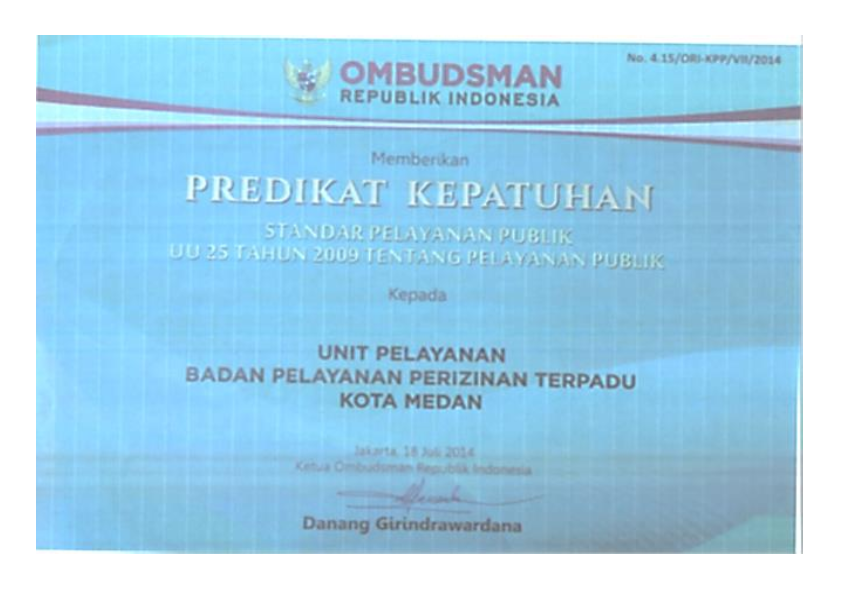 No. 4.15/ORI-KPP/VII/2014
OMBUDSMAN
REPUBLIK INDONESIA
Memberikan
PREDIKAT KEPATUHAN
STANDAR PELAYANAN PUBLIK
UU 25 TAHUN 2009 TENTANG PELAYANAN PUBLIK
Kepada
UNIT PELAYANAN
BADAN PELAYANAN PERIZINAN TERPADU
KOTA MEDAN
Jakarta, 18 Juli 2014
Ketua Ombudsman Republik Indonesia
Danang Girindrawardana